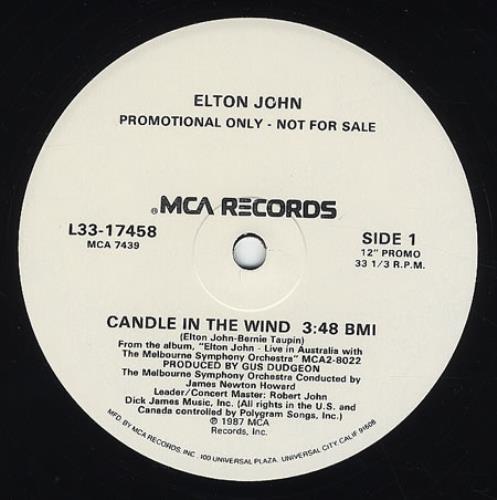 ELTON JOHN
PROMOTIONAL ONLY - NOT FOR SALE
®MCA RECORDS
L33-17458
MCA 7439
SIDE 1
12" PROMO
33 1/3 R.P.M.
CANDLE IN THE WIND 3:48 BMI
(Elton John-Bernie Taupin)
From the album, "Elton John - Live in Australia with
The Melbourne Symphony Orchestra" MCA2-8022
PRODUCED BY GUS DUDGEON
The Melbourne Symphony Orchestra Conducted by
James Newton Howard
Leader/Concert Master: Robert John
Dick James Music, Inc. (All rights in the U.S. and
Canada controlled by Polygram Songs, Inc.)
℗ 1987 MCA
Records, Inc.
MFD. BY MCA RECORDS, INC., 100 UNIVERSAL PLAZA, UNIVERSAL CITY, CALIF. 91608